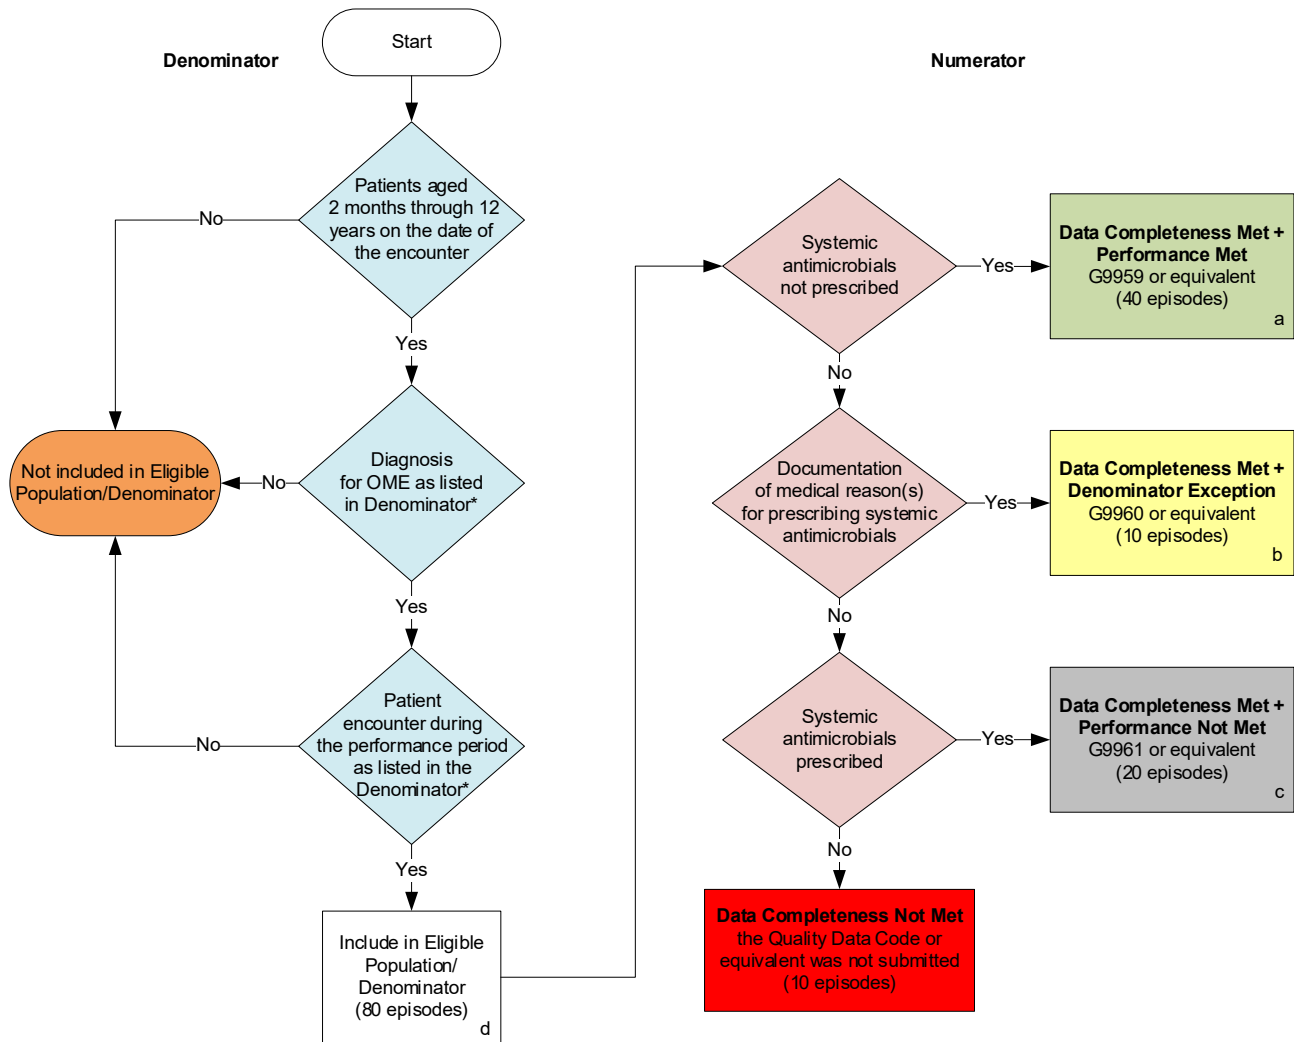 Start
Denominator
Numerator
Patients aged
2 months through 12
years on the date of
the encounter
No
Yes
Diagnosis
for OME as listed
in Denominator*
No
Not included in Eligible
Population/Denominator
Yes
Patient
encounter during
the performance period
as listed in the
Denominator*
No
Yes
Include in Eligible
Population/
Denominator
(80 episodes)
d
Systemic
antimicrobials
not prescribed
Yes
Data Completeness Met +
Performance Met
G9959 or equivalent
(40 episodes)
a
No
Documentation
of medical reason(s)
for prescribing systemic
antimicrobials
Yes
Data Completeness Met +
Denominator Exception
G9960 or equivalent
(10 episodes)
b
No
Systemic
antimicrobials
prescribed
Yes
Data Completeness Met +
Performance Not Met
G9961 or equivalent
(20 episodes)
c
No
Data Completeness Not Met
the Quality Data Code or
equivalent was not submitted
(10 episodes)